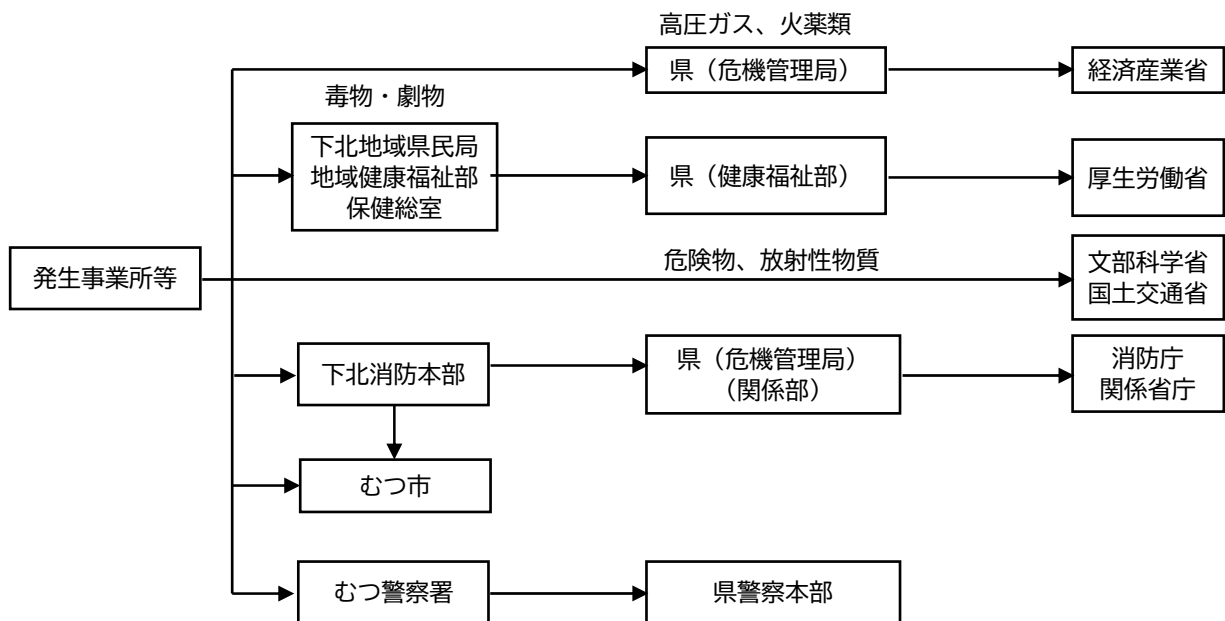 高圧ガス、火薬類
県（危機管理局）
経済産業省
毒物・劇物
下北地域県民局
地域健康福祉部
保健総室
県（健康福祉部）
厚生労働省
発生事業所等
危険物、放射性物質
文部科学省
国土交通省
下北消防本部
県（危機管理局）
（関係部）
消防庁
関係省庁
むつ市
むつ警察署
県警察本部